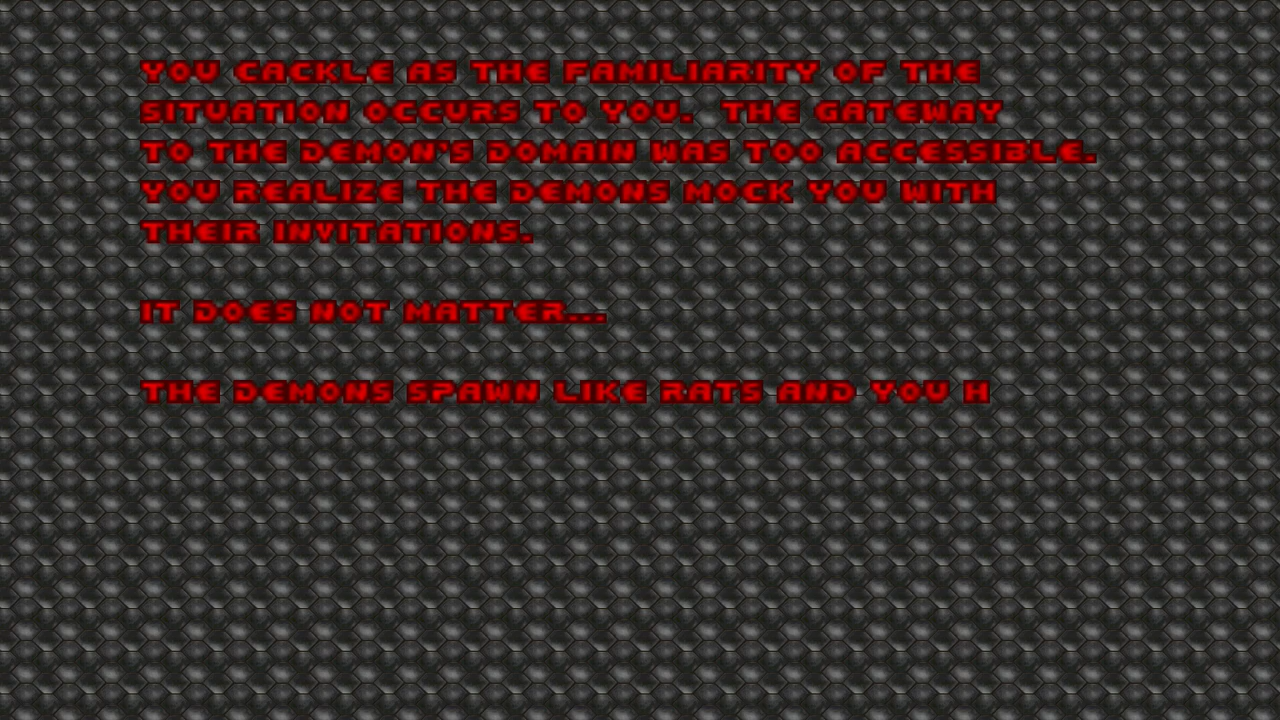 YOU CACKLE AS THE FAMILIARITY OF THE
SITUATION OCCURS TO YOU.  THE GATEWAY
TO THE DEMON'S DOMAIN WAS TOO ACCESSIBLE.
YOU REALIZE THE DEMONS MOCK YOU WITH
THEIR INVITATIONS.
IT DOES NOT MATTER...
THE DEMONS SPAWN LIKE RATS AND YOU H